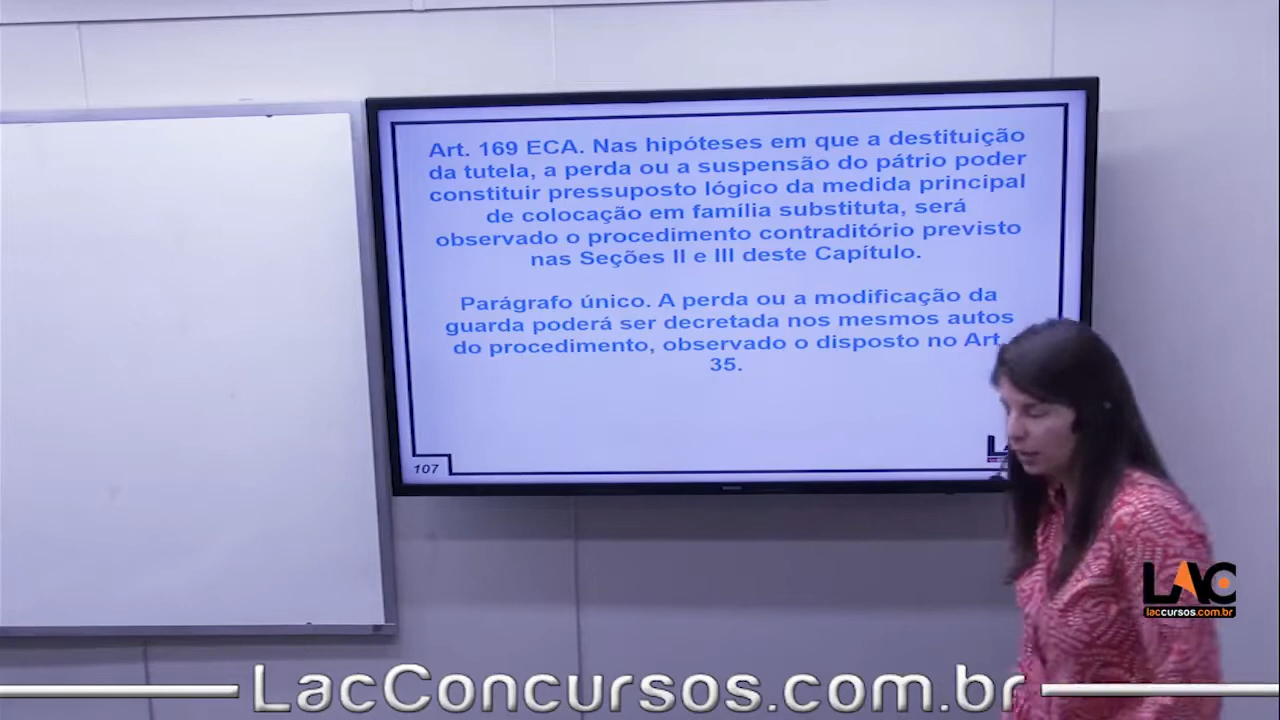 Art. 169 ECA. Nas hipóteses em que a destituição
da tutela, a perda ou a suspensão do pátrio poder
constituir pressuposto lógico da medida principal
de colocação em família substituta, será
observado o procedimento contraditório previsto
nas Seções II e III deste Capítulo.
Parágrafo único. A perda ou a modificação da
guarda poderá ser decretada nos mesmos autos
do procedimento, observado o disposto no Art.
35.
107
LAC
laccursos.com.br
LacConcursos.com.br